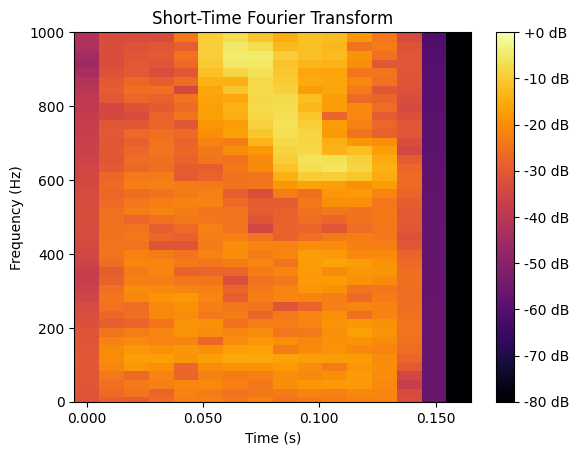 Short-Time Fourier Transform
1000
800
600
400
200
0
Frequency (Hz)
0.000
0.050
0.100
0.150
Time (s)
+0 dB
-10 dB
-20 dB
-30 dB
-40 dB
-50 dB
-60 dB
-70 dB
-80 dB